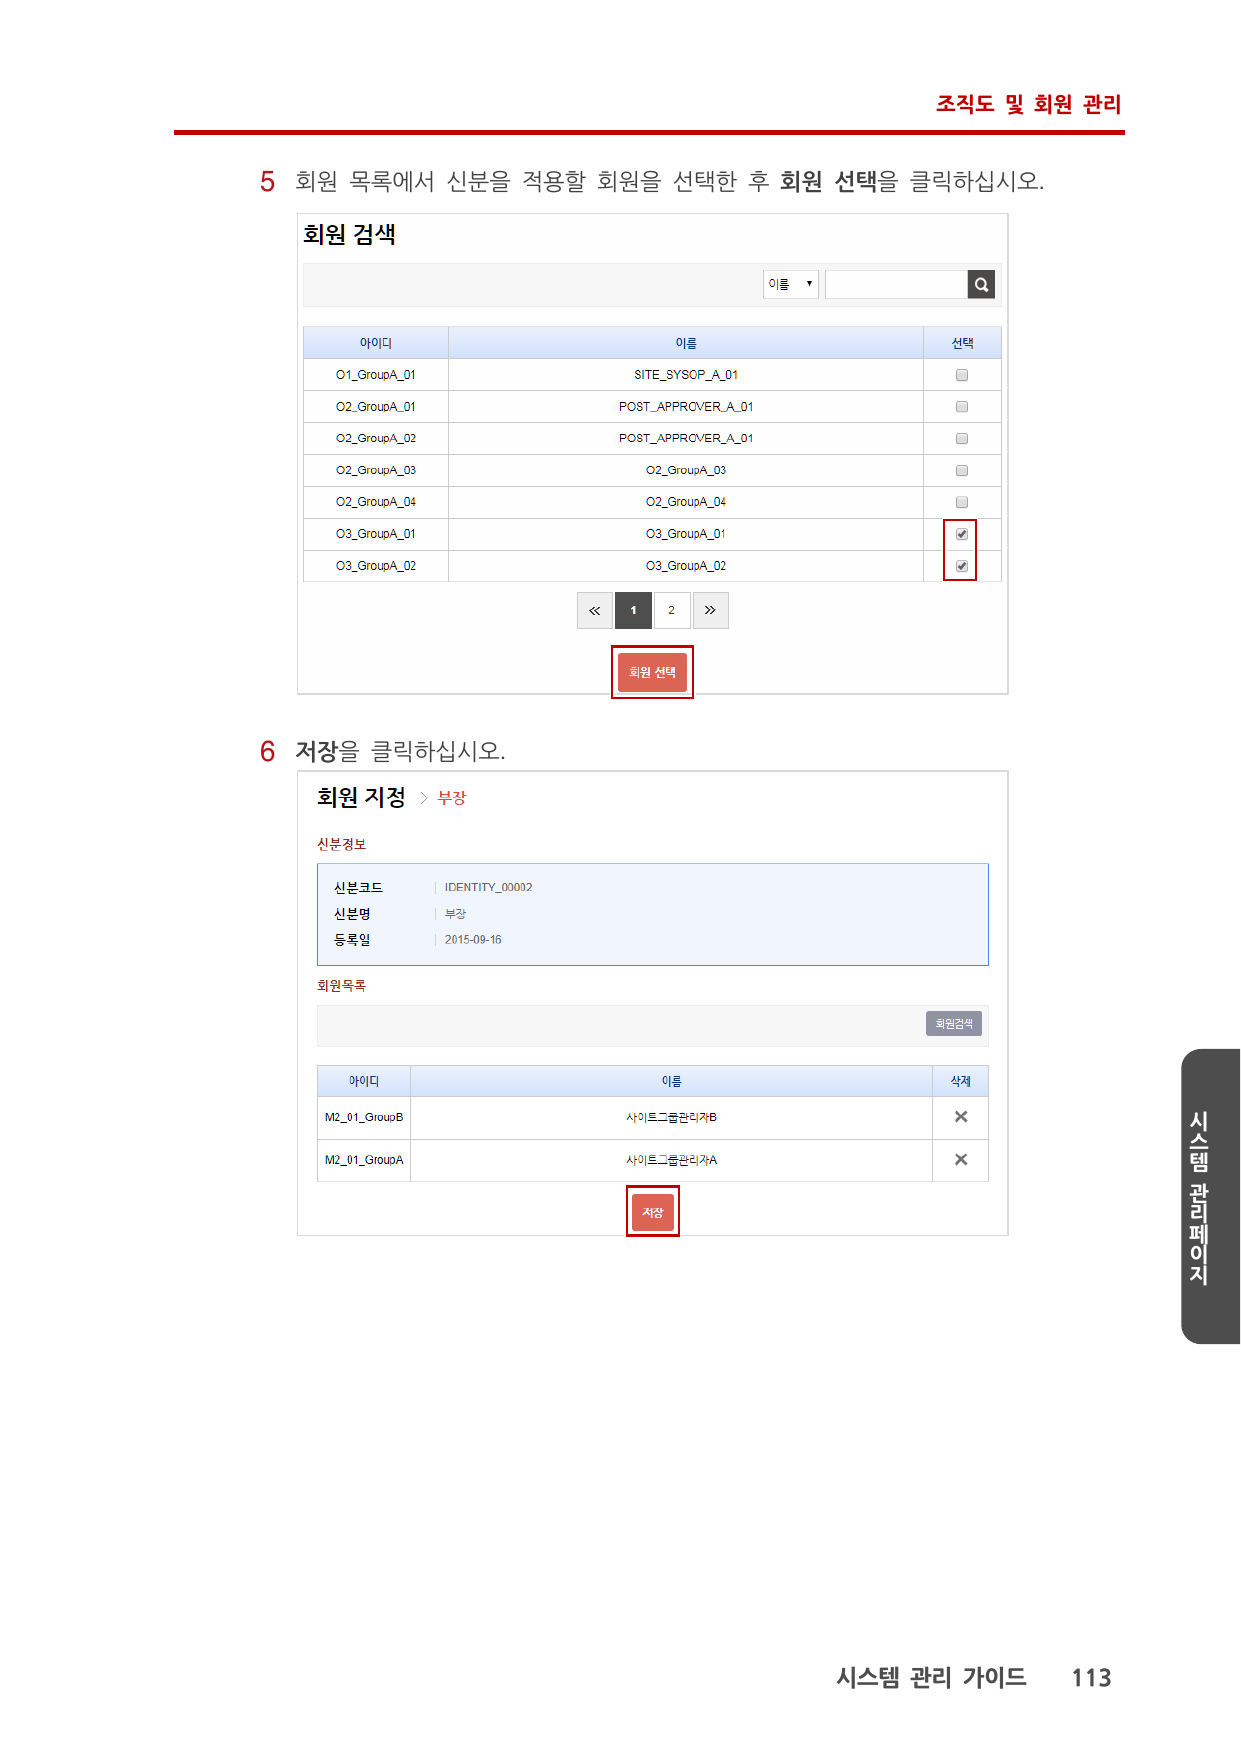 조직도 및 회원 관리
5 회원 목록에서 신분을 적용할 회원을 선택한 후 회원 선택을 클릭하십시오.
회원 검색
이름
아이디 이름 선택
O1_GroupA_01 SITE_SYSOP_A_01
O2_GroupA_01 POST_APPROVER_A_01
O2_GroupA_02 POST_APPROVER_A_01
O2_GroupA_03 O2_GroupA_03
O2_GroupA_04 O2_GroupA_04
O3_GroupA_01 O3_GroupA_01
O3_GroupA_02 O3_GroupA_02
« 1 2 »
회원 선택
6 저장을 클릭하십시오.
회원 지정 > 부장
신분정보
신분코드 IDENTITY_00002
신분명 부장
등록일 2015-09-16
회원목록
회원검색
아이디 이름 삭제
M2_01_GroupB 사이트그룹관리자B
M2_01_GroupA 사이트그룹관리자A
저장
시스템 관리페이지
시스템 관리 가이드 113